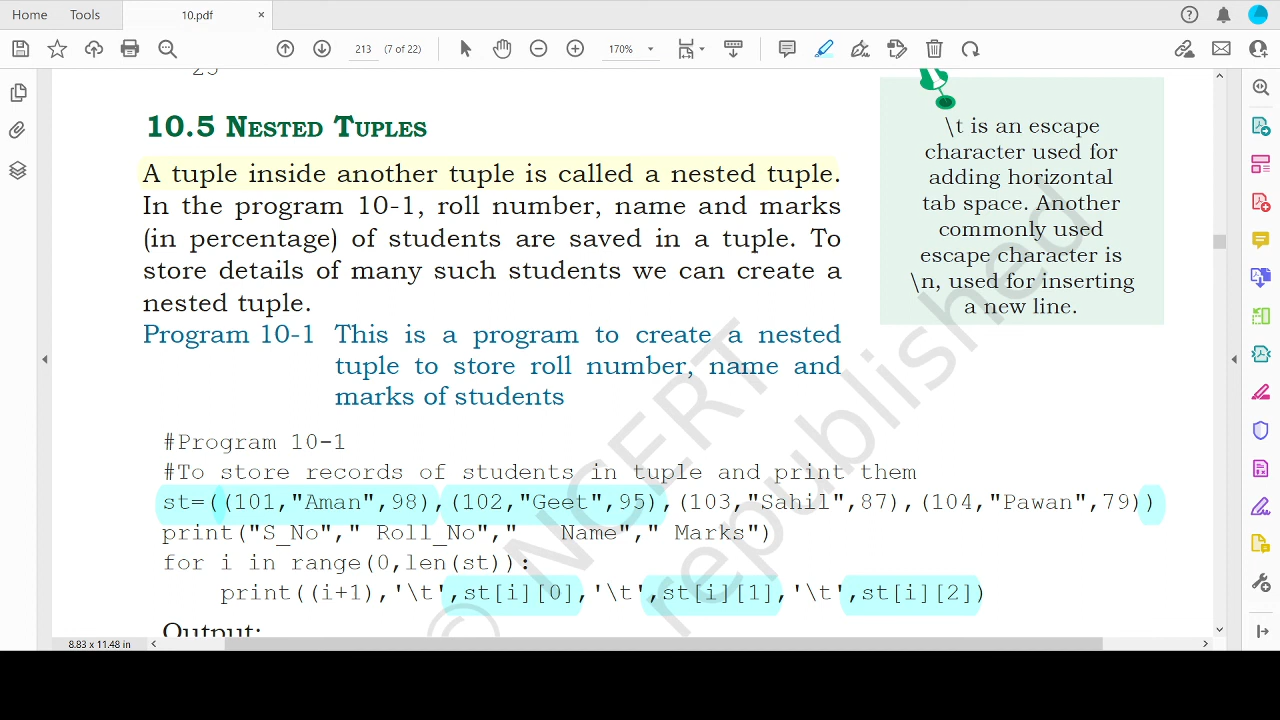 Home Tools 10.pdf ×
213 (7 of 22) 170%
10.5 NESTED TUPLES
A tuple inside another tuple is called a nested tuple.
In the program 10-1, roll number, name and marks
(in percentage) of students are saved in a tuple. To
store details of many such students we can create a
nested tuple.
Program 10-1 This is a program to create a nested
tuple to store roll number, name and
marks of students
#Program 10-1
#To store records of students in tuple and print them
st=((101,"Aman",98),(102,"Geet",95),(103,"Sahil",87),(104,"Pawan",79))
print("S_No"," Roll_No","   Name"," Marks")
for i in range(0,len(st)):
    print((i+1),'\t',st[i][0],'\t',st[i][1],'\t',st[i][2])
Output:
\t is an escape
character used for
adding horizontal
tab space. Another
commonly used
escape character is
\n, used for inserting
a new line.
© NCERT
republished
8.83 x 11.48 in